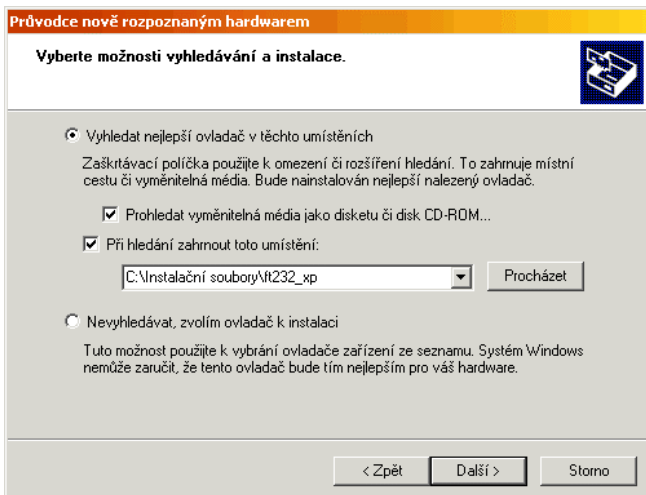 Průvodce nově rozpoznaným hardwarem
Vyberte možnosti vyhledávání a instalace.
Vyhledat nejlepší ovladač v těchto umístěních
Zaškrtávací políčka použijte k omezení či rozšíření hledání. To zahrnuje místní
cestu či vyměnitelná média. Bude nainstalován nejlepší nalezený ovladač.
Prohledat vyměnitelná média jako disketu či disk CD-ROM...
Při hledání zahrnout toto umístění:
C:\Instalační soubory\ft232_xp
Procházet
Nevyhledávat, zvolím ovladač k instalaci
Tuto možnost použijte k vybrání ovladače zařízení ze seznamu. Systém Windows
nemůže zaručit, že tento ovladač bude tím nejlepším pro váš hardware.
< Zpět
Další >
Storno